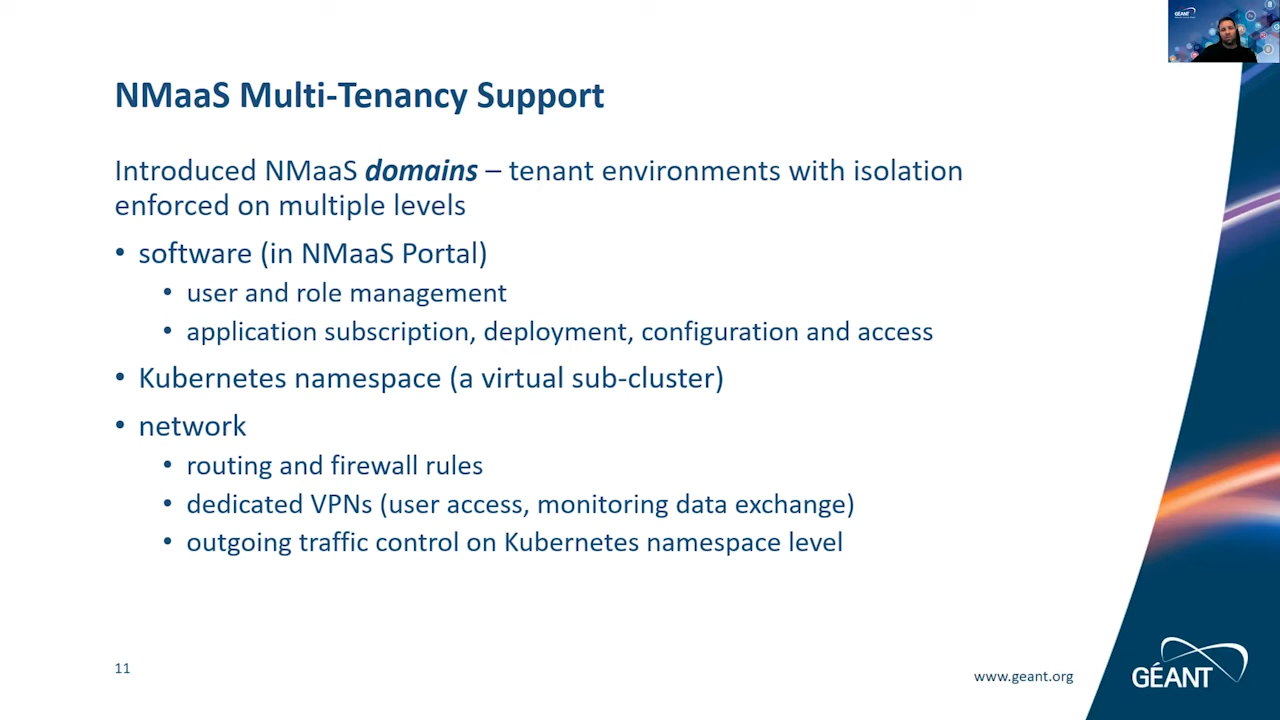 GÉANT
NMaaS Multi-Tenancy Support
Introduced NMaaS domains – tenant environments with isolation
enforced on multiple levels
• software (in NMaaS Portal)
• user and role management
• application subscription, deployment, configuration and access
• Kubernetes namespace (a virtual sub-cluster)
• network
• routing and firewall rules
• dedicated VPNs (user access, monitoring data exchange)
• outgoing traffic control on Kubernetes namespace level
11
www.geant.org
GÉANT